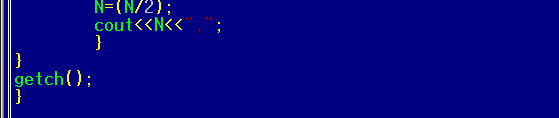 N=(N/2);
cout<<N<<",";
}
}
getch();
}